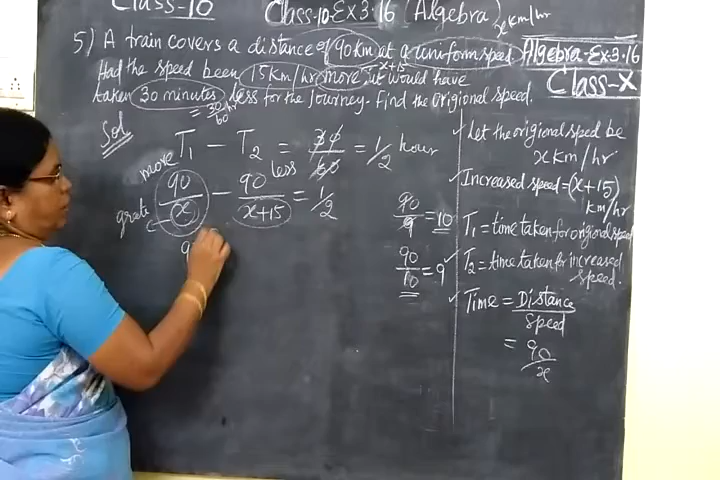 Class-10
Class-10-Ex3.16 (Algebra)
x km/hr
5) A train covers a distance of 90km at a uniform speed.
Algebra-Ex-3.16
Class-X
x+15
Had the speed been 15km/hr more, it would have
taken 30 minutes less for the Journey. Find the Origional speed.
= 30/60 hr
Sol
T1 - T2 = 30/60 = 1/2 hour
more
less
90/x - 90/x+15 = 1/2
grate
9
90/9 = 10
90/10 = 9
Let the origional speed be
x km/hr
Increased speed = (x+15)
km/hr
T1 = time taken for origional speed
T2 = time taken for increased
speed.
Time = Distance/Speed
= 90/x